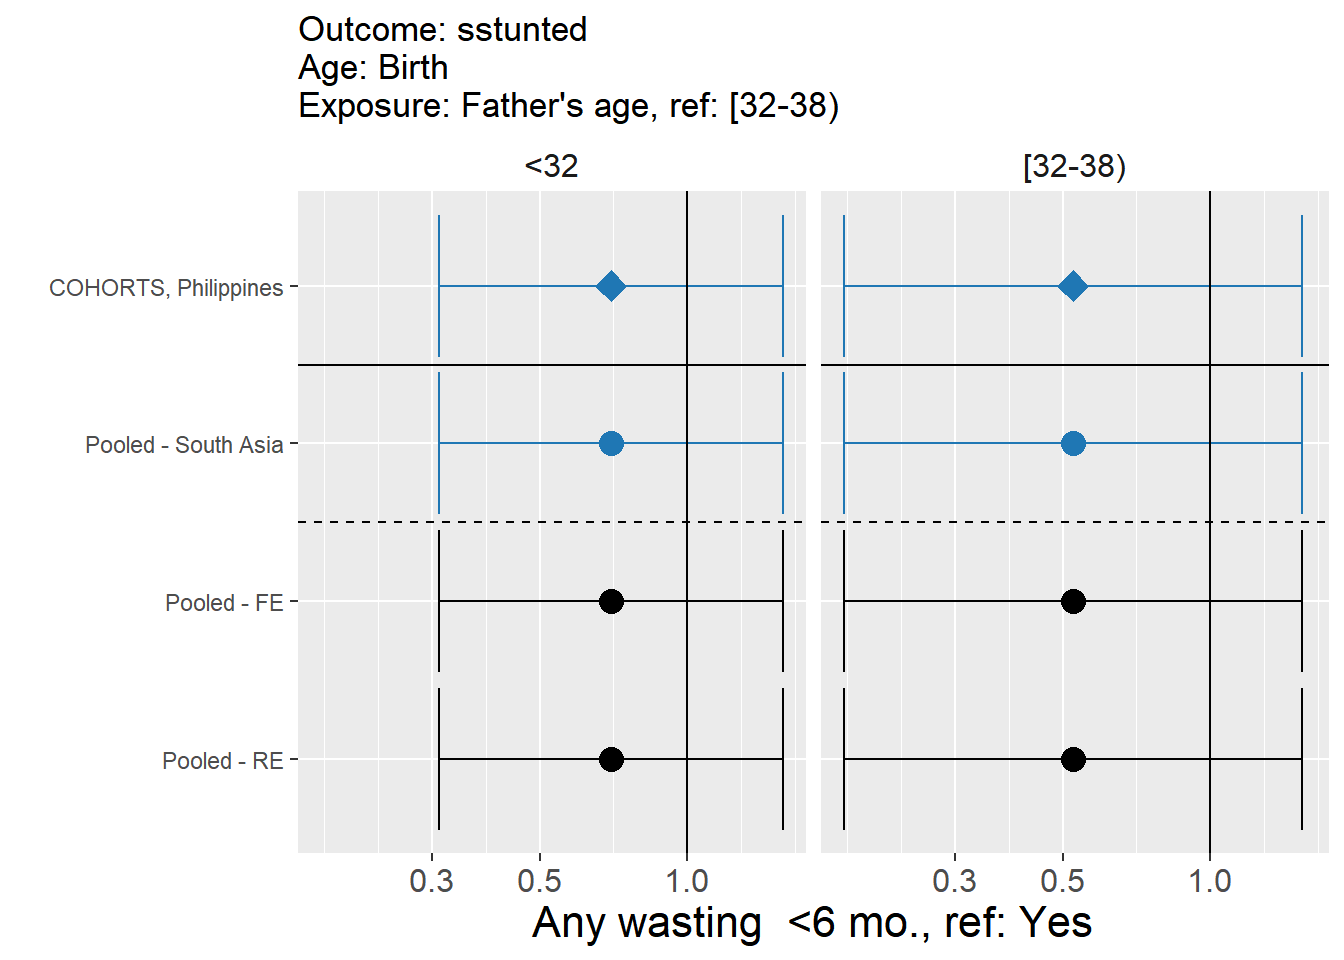 Outcome: sstunted
Age: Birth
Exposure: Father's age, ref: [32-38)
<32 [32-38)
COHORTS, Philippines
Pooled - South Asia
Pooled - FE
Pooled - RE
0.3 0.5 1.0 0.3 0.5 1.0
Any wasting  <6 mo., ref: Yes